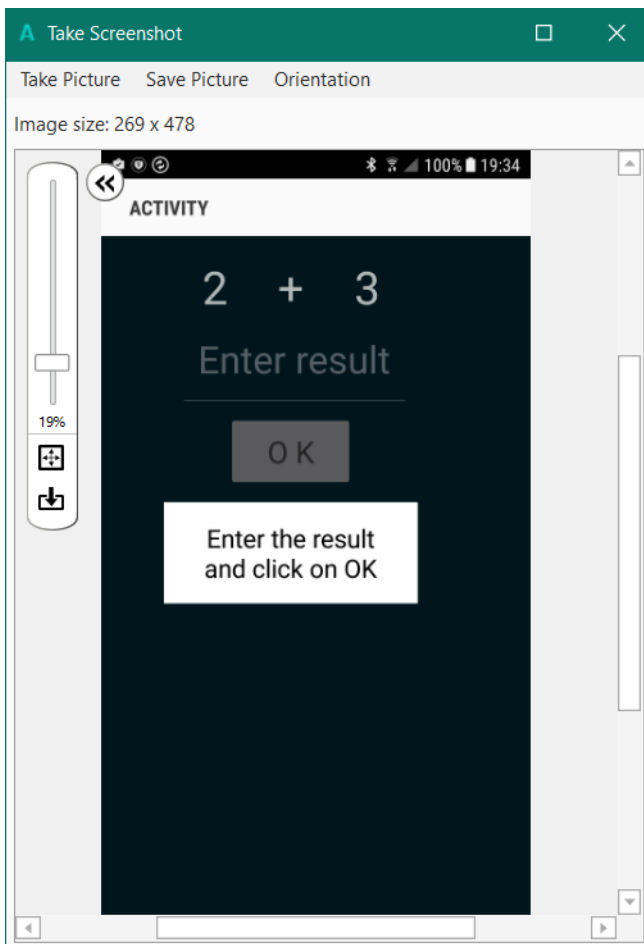 A Take Screenshot
Take Picture Save Picture Orientation
Image size: 269 x 478
100% 19:34
ACTIVITY
2 + 3
Enter result
19%
O K
Enter the result
and click on OK